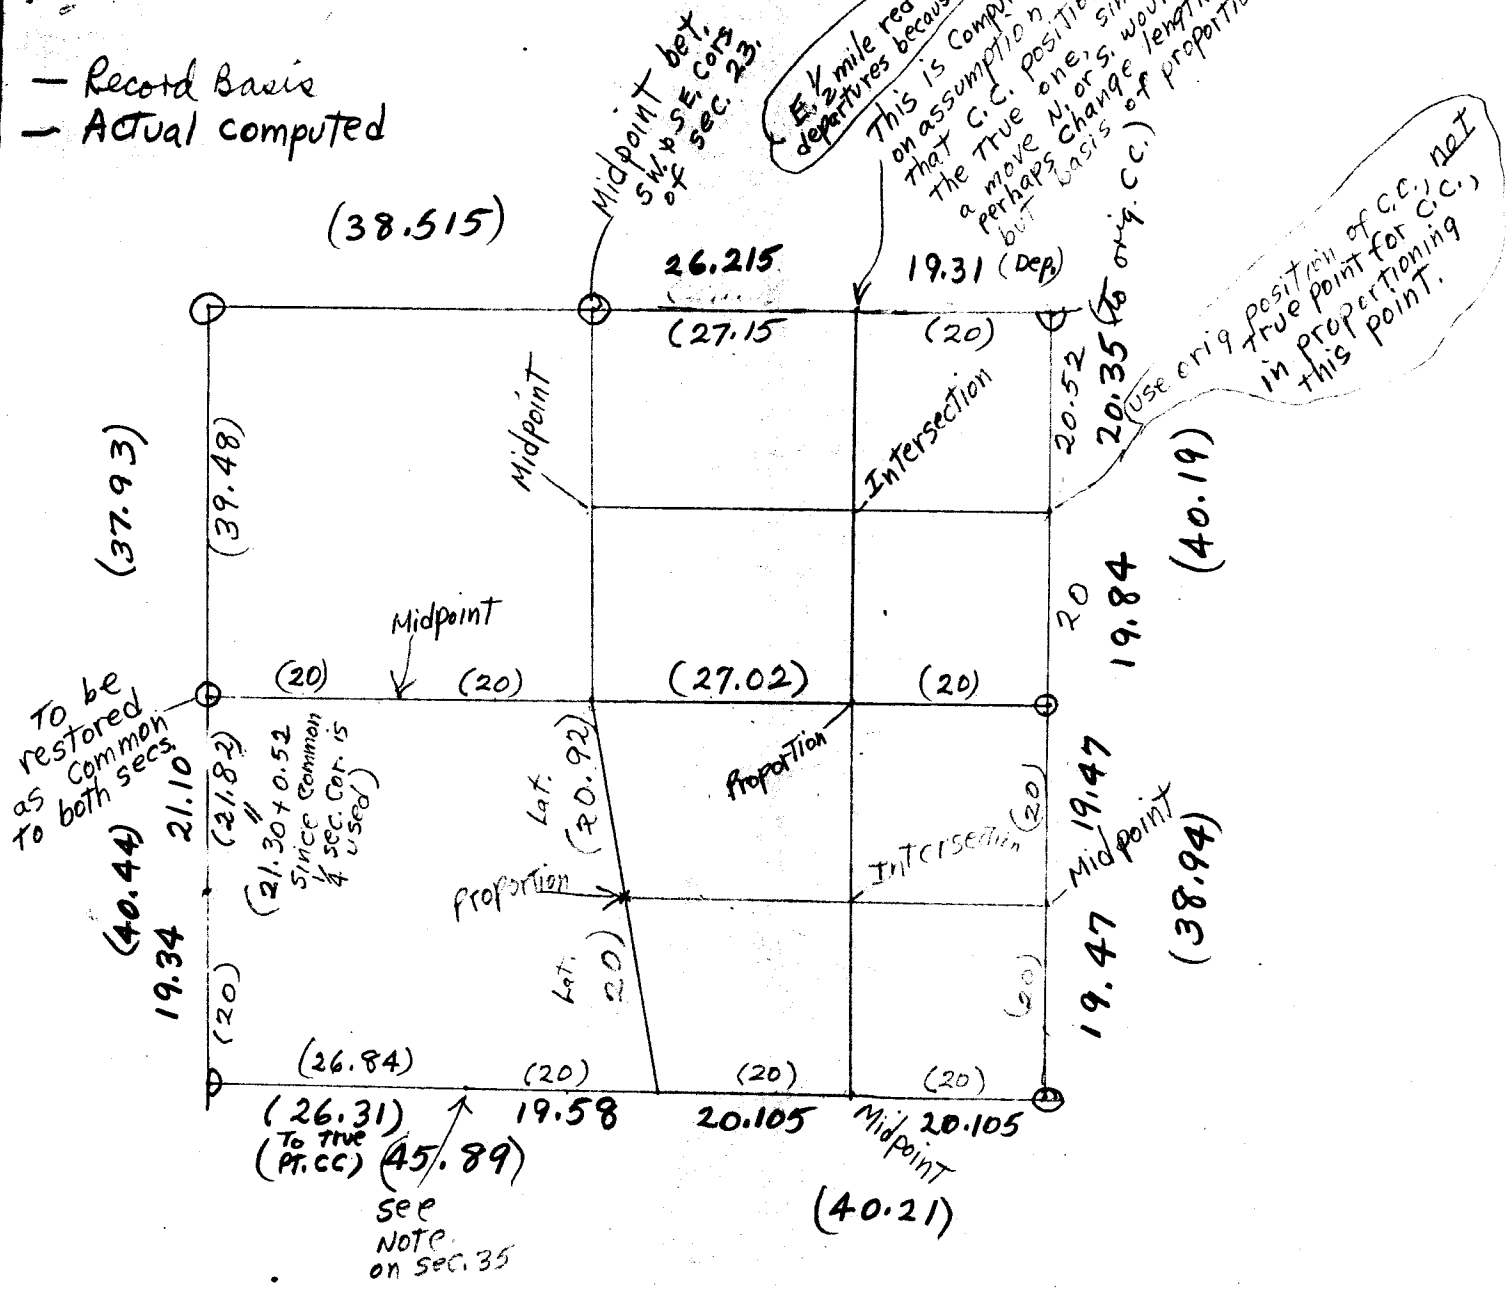 — Record Basis
— Actual computed
Midpoint bet.
SW. & SE. Cors
of sec. 23.
E. 1/2 mile rec
departures becaus
This is Compu
on assumption
that C.C. positio
the true one, sin
a move N. or S. woul
perhaps change length
but basis of proportio
(38.515)
26.215
19.31 (Dep.)
(27.15
(20)
20.52
20.35 (To orig. CC.)
use orig position of C.C., not
true point for C.C.,
in proportioning
this point.
Midpoint
Intersection
(37.93)
(39.48)
(40.19)
20
19.84
Midpoint
(20)
(20)
(27.02)
(20)
To be
restored
as common
to both secs.
21.10
(21.82)
"
(21.30 + 0.52
since common
1/4 sec. cor. is
used)
Lat.
(20.92)
Proportion
(20)
19.47
Intersection
Midpoint
Proportion
(40.44)
19.34
(20)
Lat.
20)
(20)
19.47
(38.94)
(26.84)
(20)
(20)
(20)
(26.31)
19.58
20.105
Midpoint
20.105
(To true
PT. CC)
(45.89)
(40.21)
see
NOTE
on sec. 35